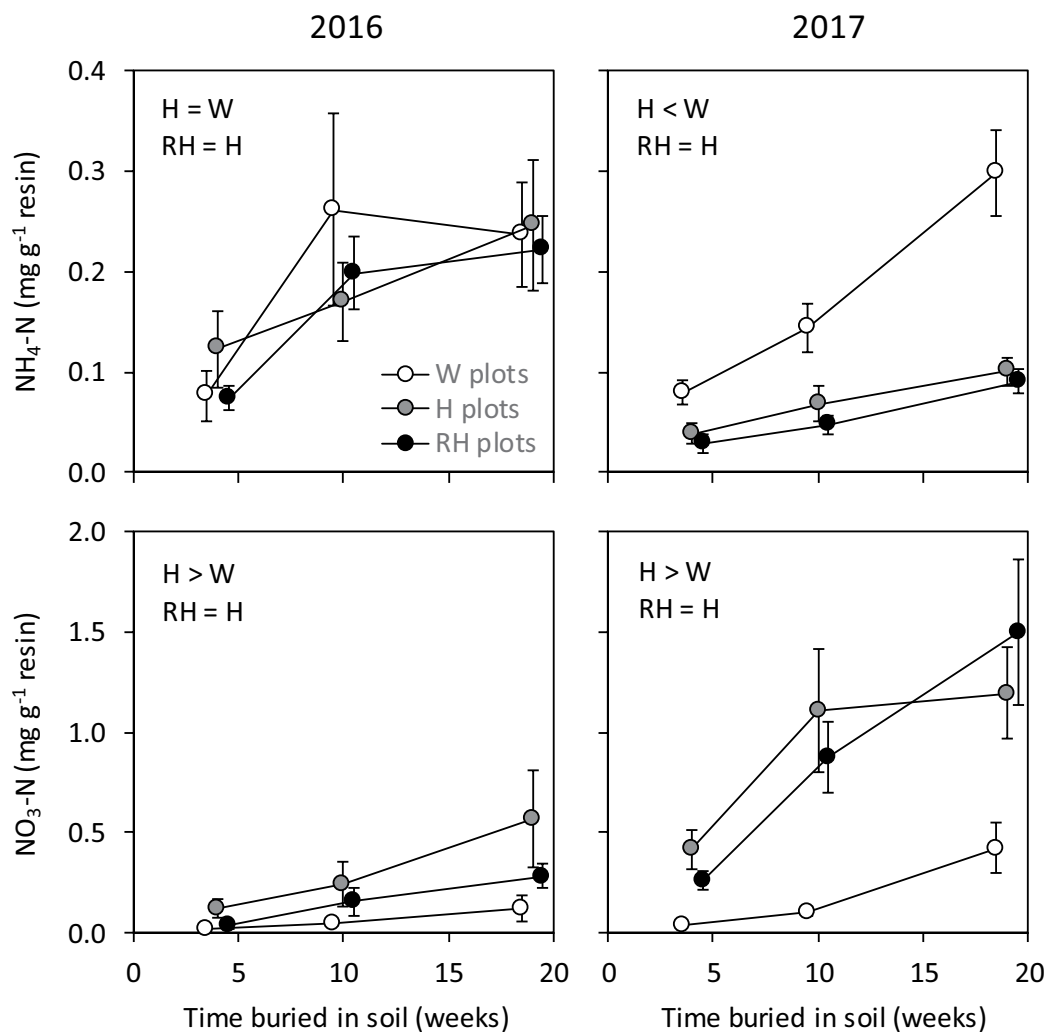 2016
2017
NH₄-N (mg g⁻¹ resin)
0.4
0.3
0.2
0.1
0.0
H = W
RH = H
W plots
H plots
RH plots
H < W
RH = H
NO₃-N (mg g⁻¹ resin)
2.0
1.5
1.0
0.5
0.0
H > W
RH = H
H > W
RH = H
0 5 10 15 20
0 5 10 15 20
Time buried in soil (weeks)
Time buried in soil (weeks)